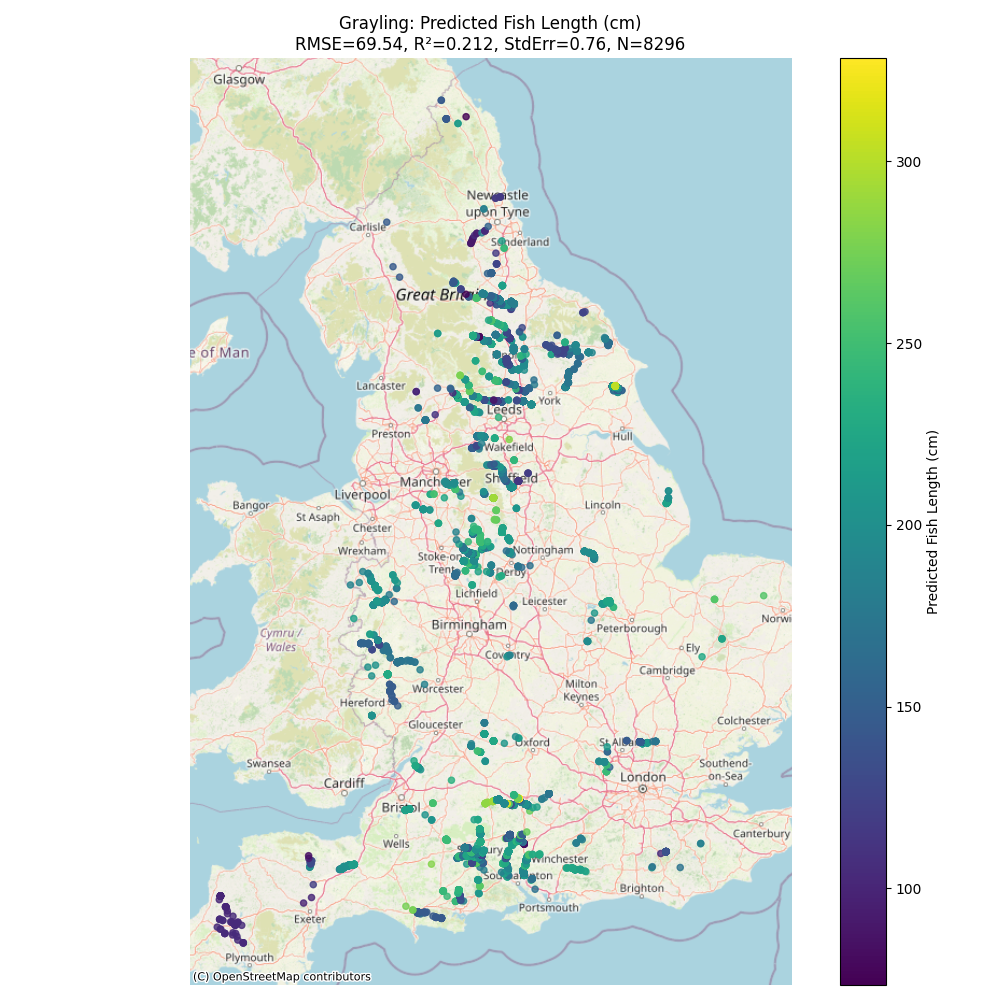 Grayling: Predicted Fish Length (cm)
RMSE=69.54, R²=0.212, StdErr=0.76, N=8296
Glasgow
Newcastle
upon Tyne
Carlisle
Sunderland
Great Britain
e of Man
Lancaster
York
Leeds
Preston
Hull
Wakefield
Manchester
Sheffield
Liverpool
Bangor
St Asaph
Lincoln
Chester
Wrexham
Stoke-on-
Trent
Nottingham
Derby
Lichfield
Leicester
Norwi
Peterborough
Birmingham
Cymru /
Wales
Coventry
Ely
Cambridge
Worcester
Milton
Keynes
Hereford
Gloucester
Colchester
Oxford
St Albans
Swansea
Southend-
on-Sea
Cardiff
London
Bristol
Canterbury
Wells
Salisbury
Winchester
Southampton
Brighton
Portsmouth
Exeter
Plymouth
(C) OpenStreetMap contributors
300
250
200
150
100
Predicted Fish Length (cm)